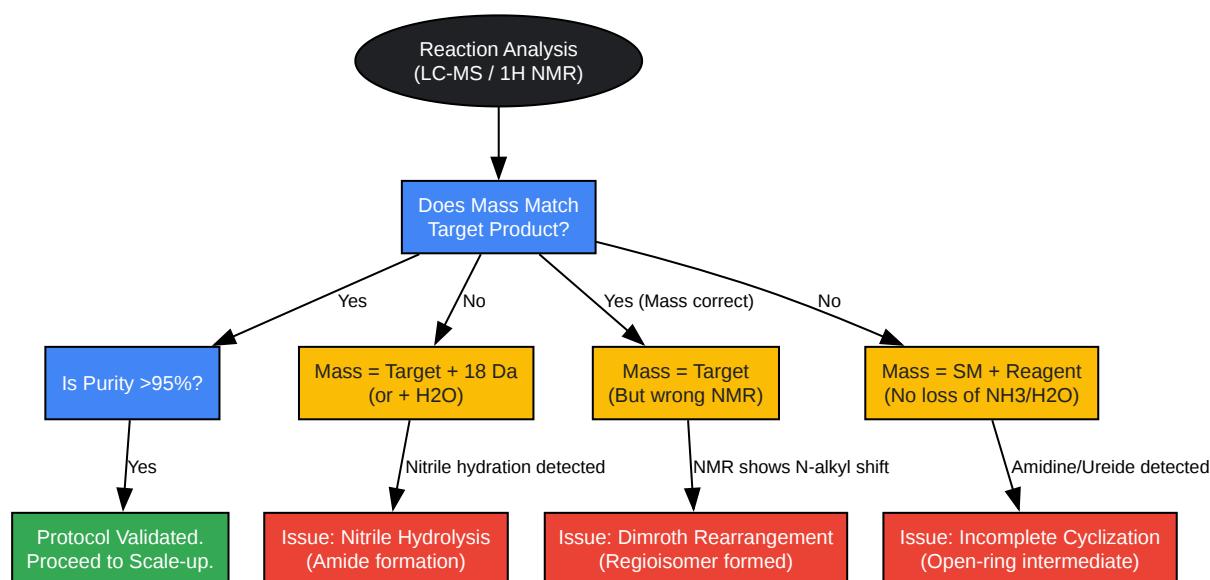 Reaction Analysis
(LC-MS / 1H NMR)
Does Mass Match
Target Product?
Yes
No
Yes (Mass correct)
No
Is Purity >95%?
Mass = Target + 18 Da
(or + H2O)
Mass = Target
(But wrong NMR)
Mass = SM + Reagent
(No loss of NH3/H2O)
Yes
Nitrile hydration detected
NMR shows N-alkyl shift
Amidine/Ureide detected
Protocol Validated.
Proceed to Scale-up.
Issue: Nitrile Hydrolysis
(Amide formation)
Issue: Dimroth Rearrangement
(Regioisomer formed)
Issue: Incomplete Cyclization
(Open-ring intermediate)